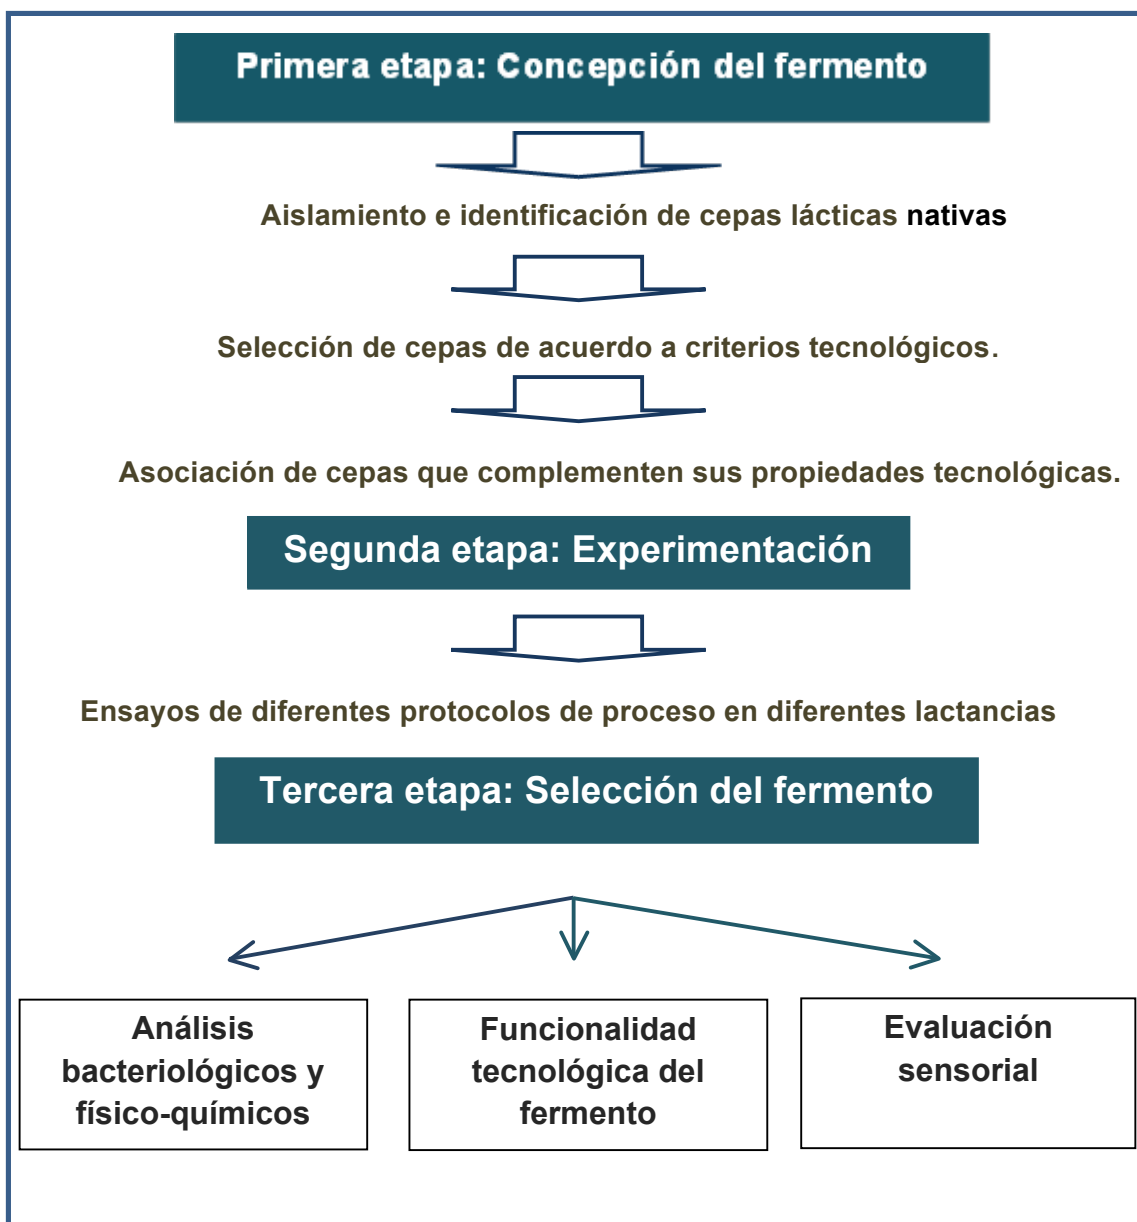 Primera etapa: Concepción del fermento
Aislamiento e identificación de cepas lácticas nativas
Selección de cepas de acuerdo a criterios tecnológicos.
Asociación de cepas que complementen sus propiedades tecnológicas.
Segunda etapa: Experimentación
Ensayos de diferentes protocolos de proceso en diferentes lactancias
Tercera etapa: Selección del fermento
Análisis
bacteriológicos y
físico-químicos
Funcionalidad
tecnológica del
fermento
Evaluación
sensorial